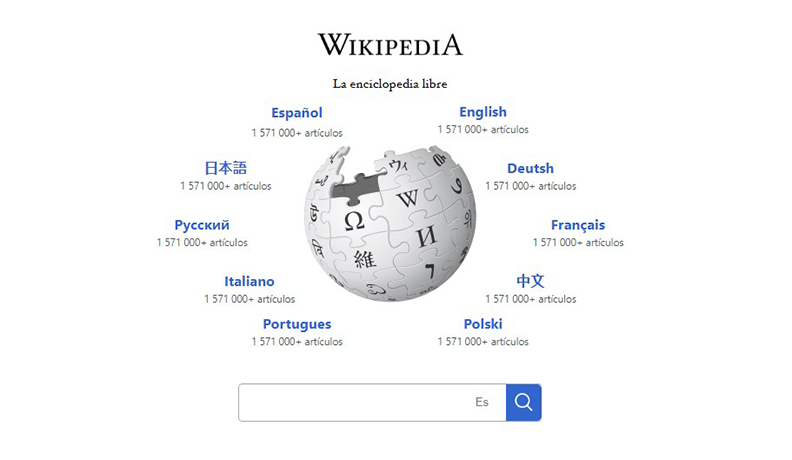 WIKIPEDIA
La enciclopedia libre
Español
1 571 000+ artículos
English
1 571 000+ artículos
日本語
1 571 000+ artículos
Deutsh
1 571 000+ artículos
Русский
1 571 000+ artículos
Français
1 571 000+ artículos
Italiano
1 571 000+ artículos
中文
1 571 000+ artículos
Portugues
1 571 000+ artículos
Polski
1 571 000+ artículos
ウィ
Ω
W
И
維
Es